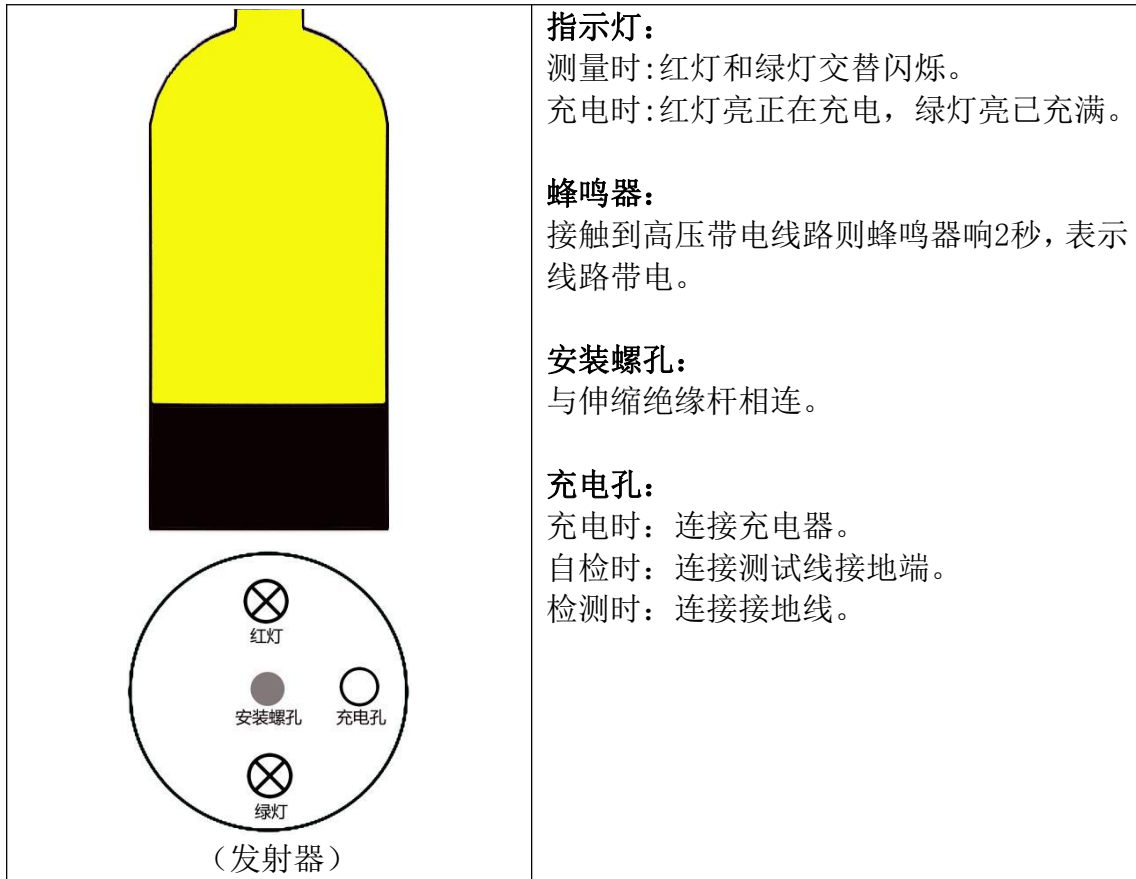 红灯
安装螺孔
充电孔
绿灯
（发射器）
指示灯：
测量时:红灯和绿灯交替闪烁。
充电时:红灯亮正在充电，绿灯亮已充满。
蜂鸣器：
接触到高压带电线路则蜂鸣器响2秒，表示
线路带电。
安装螺孔：
与伸缩绝缘杆相连。
充电孔：
充电时：连接充电器。
自检时：连接测试线接地端。
检测时：连接接地线。